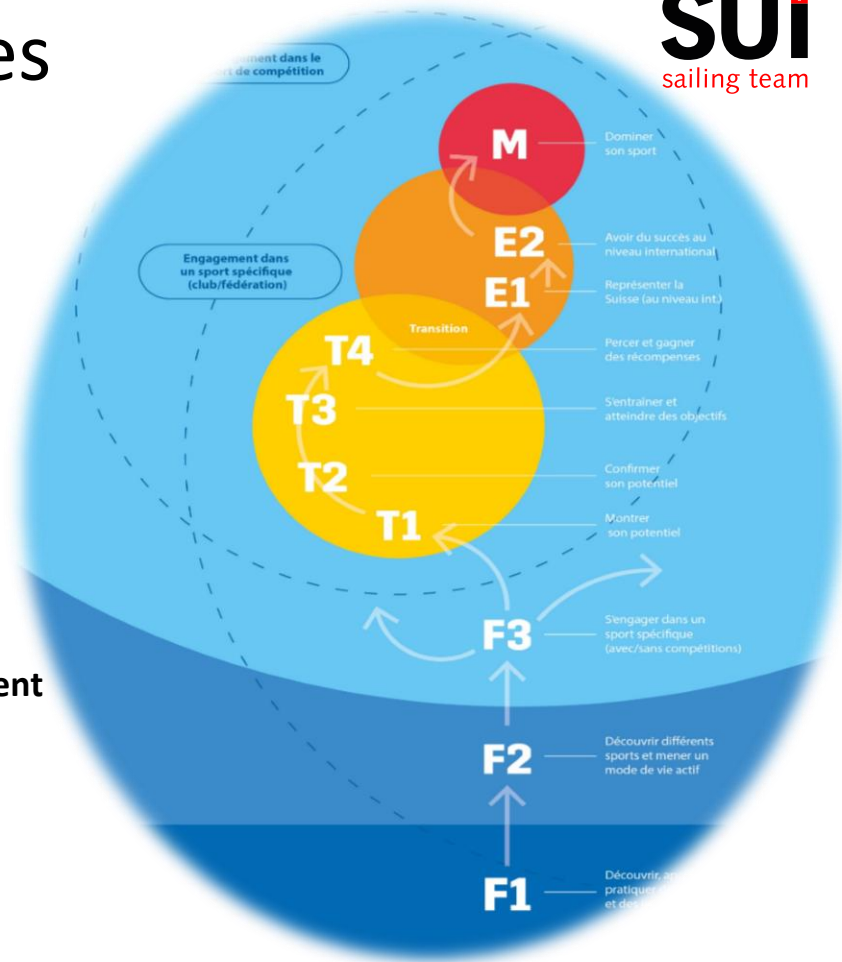 es
SUI
sailing team
ment dans le
rt de compétition
M
Dominer
son sport
E2
Avoir du succès au
niveau international
Engagement dans
un sport spécifique
(club/fédération)
E1
Représenter la
Suisse (au niveau int.)
Transition
T4
Percer et gagner
des récompenses
T3
S'entraîner et
atteindre des objectifs
T2
Confirmer
son potentiel
T1
Montrer
son potentiel
F3
S'engager dans un
sport spécifique
(avec/sans compétitions)
ent
F2
Découvrir différents
sports et mener un
mode de vie actif
F1
Découvrir,
pratiquer
et des